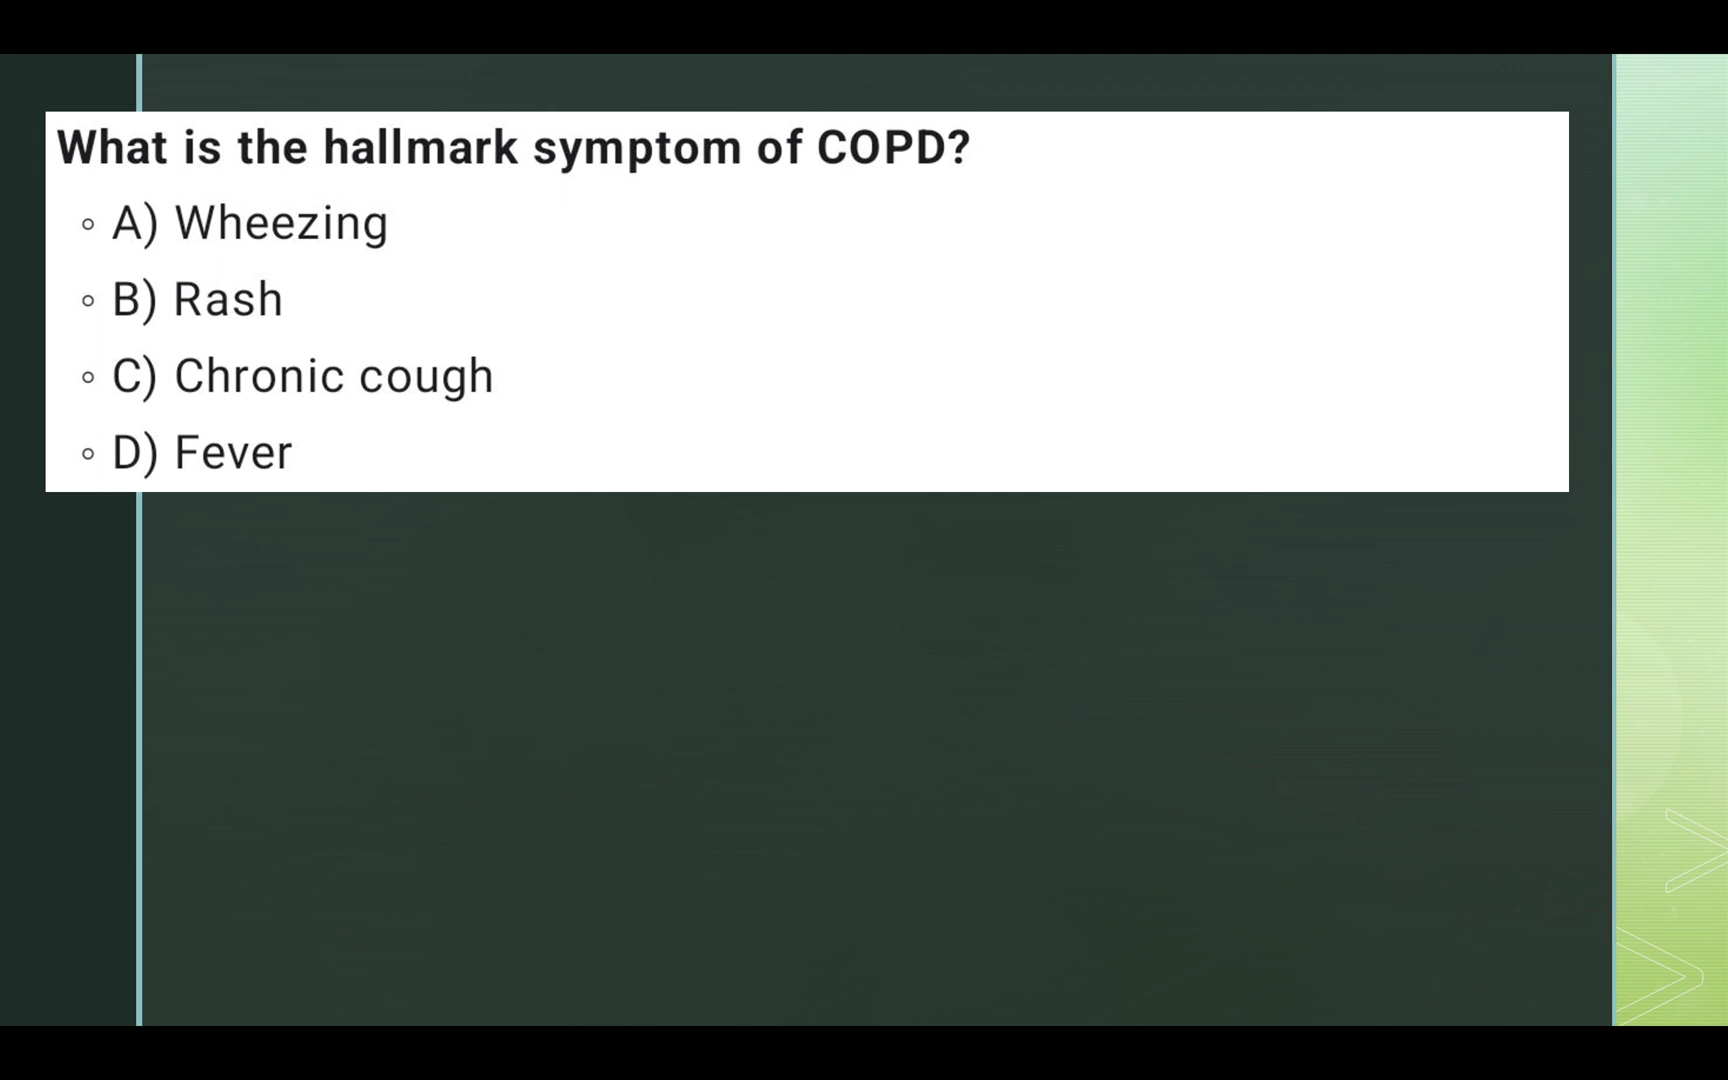 What is the hallmark symptom of COPD?
◦ A) Wheezing
◦ B) Rash
◦ C) Chronic cough
◦ D) Fever